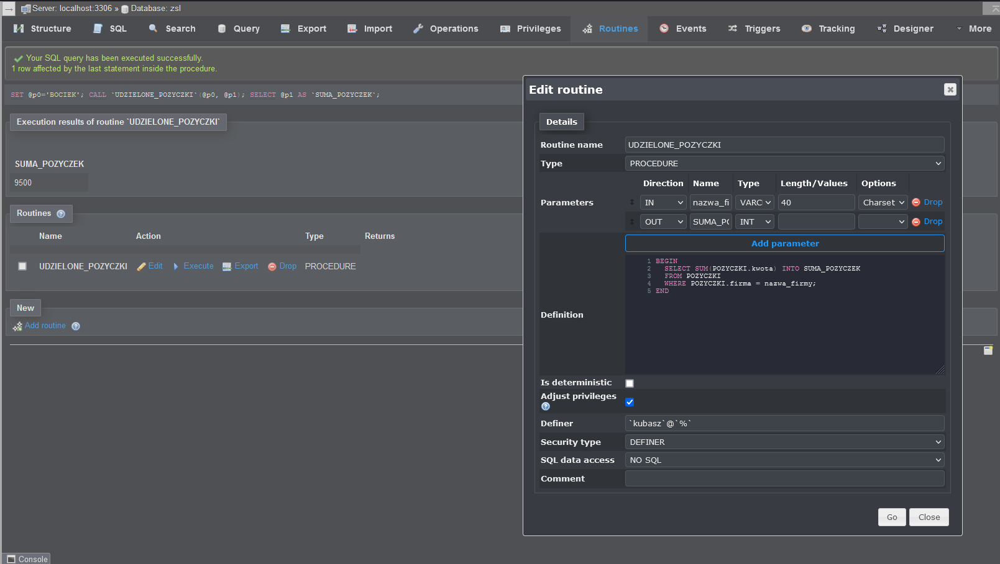 Server: localhost:3306 » Database: zsl
Structure SQL Search Query Export Import Operations Privileges Routines Events Triggers Tracking Designer More
Your SQL query has been executed successfully.
1 row affected by the last statement inside the procedure.
SET @p0='BOCIEK'; CALL `UDZIELONE_POZYCZKI`(@p0, @p1); SELECT @p1 AS `SUMA_POZYCZEK`;
Execution results of routine `UDZIELONE_POZYCZKI`
SUMA_POZYCZEK
9500
Routines
Name Action Type Returns
UDZIELONE_POZYCZKI Edit Execute Export Drop PROCEDURE
New
Add routine
Console
Edit routine
Details
Routine name UDZIELONE_POZYCZKI
Type PROCEDURE
Direction Name Type Length/Values Options
Parameters IN nazwa_fi VARC 40 Charset Drop
OUT SUMA_PO INT Drop
Add parameter
Definition
1 BEGIN
2 SELECT SUM(POZYCZKI.kwota) INTO SUMA_POZYCZEK
3 FROM POZYCZKI
4 WHERE POZYCZKI.firma = nazwa_firmy;
5 END
Is deterministic
Adjust privileges
Definer `kubasz`@`%`
Security type DEFINER
SQL data access NO SQL
Comment
Go Close